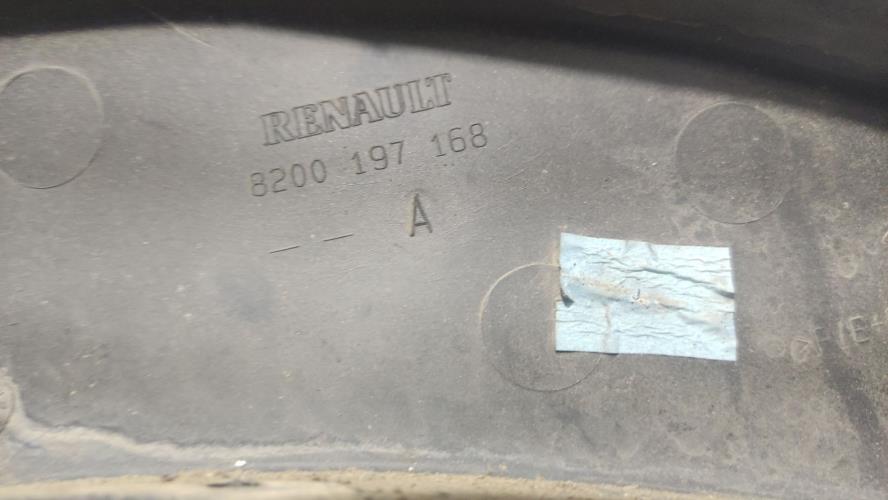 RENAULT
8200 197 168
_ _ A